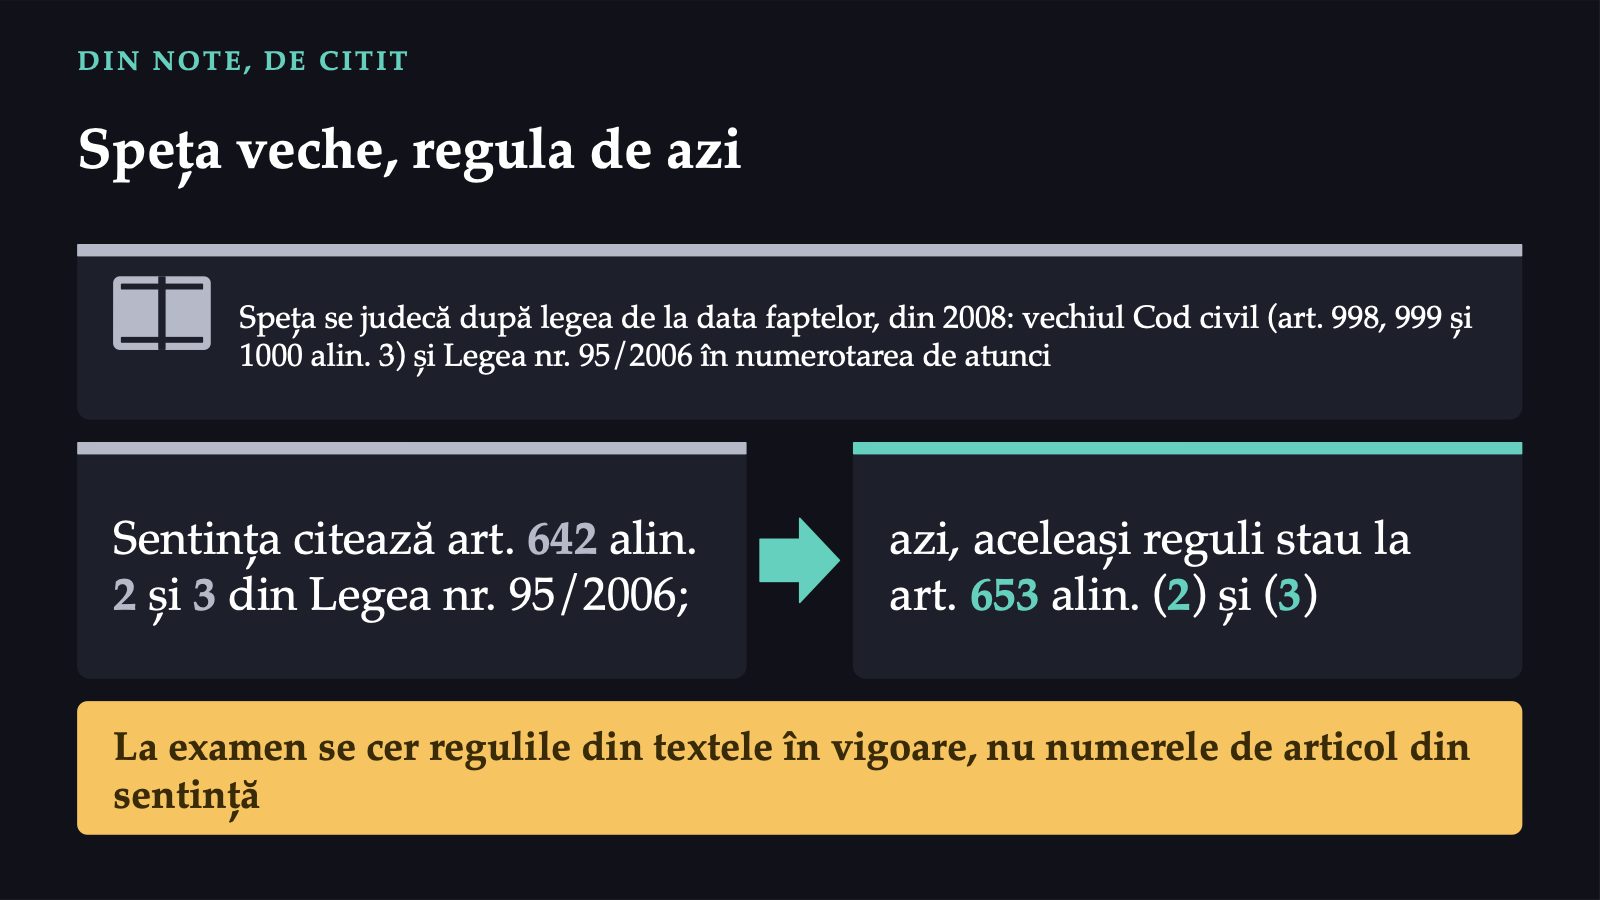 DIN NOTE, DE CITIT
Speța veche, regula de azi
Speța se judecă după legea de la data faptelor, din 2008: vechiul Cod civil (art. 998, 999 și
1000 alin. 3) și Legea nr. 95/2006 în numerotarea de atunci
Sentința citează art. 642 alin.
2 și 3 din Legea nr. 95/2006;
azi, aceleași reguli stau la
art. 653 alin. (2) și (3)
La examen se cer regulile din textele în vigoare, nu numerele de articol din
sentință